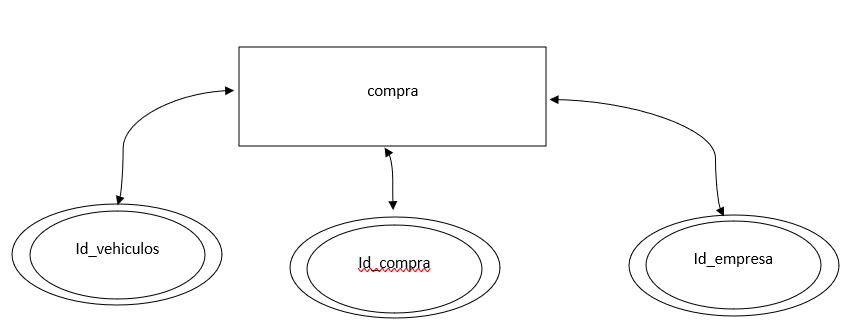 compra
Id_vehiculos
Id_compra
Id_empresa